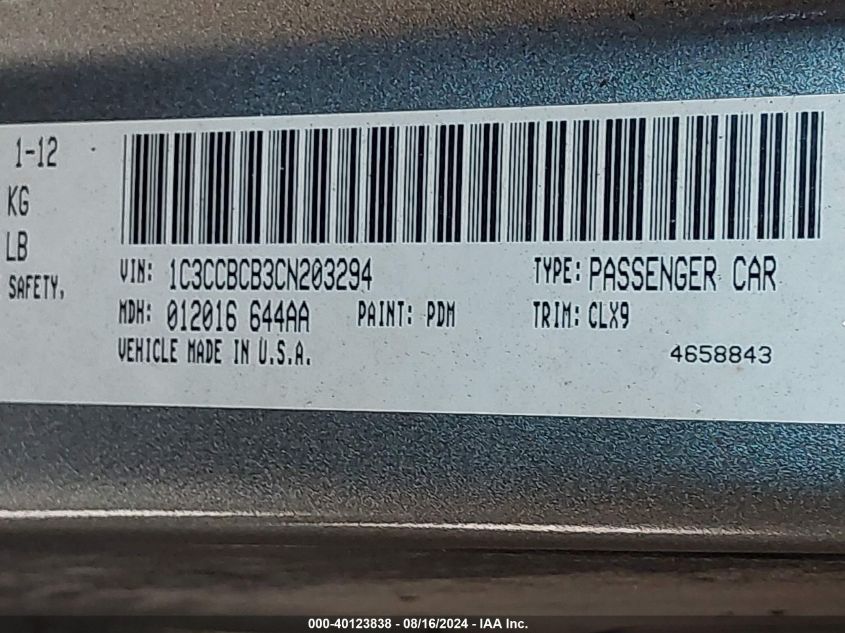 1-12
KG
LB
SAFETY,
VIN: 1C3CCBCB3CN203294 TYPE: PASSENGER CAR
MDH: 012016 644AA PAINT: PDM TRIM: CLX9
VEHICLE MADE IN U.S.A. 4658843
000-40123838 - 08/16/2024 - IAA Inc.